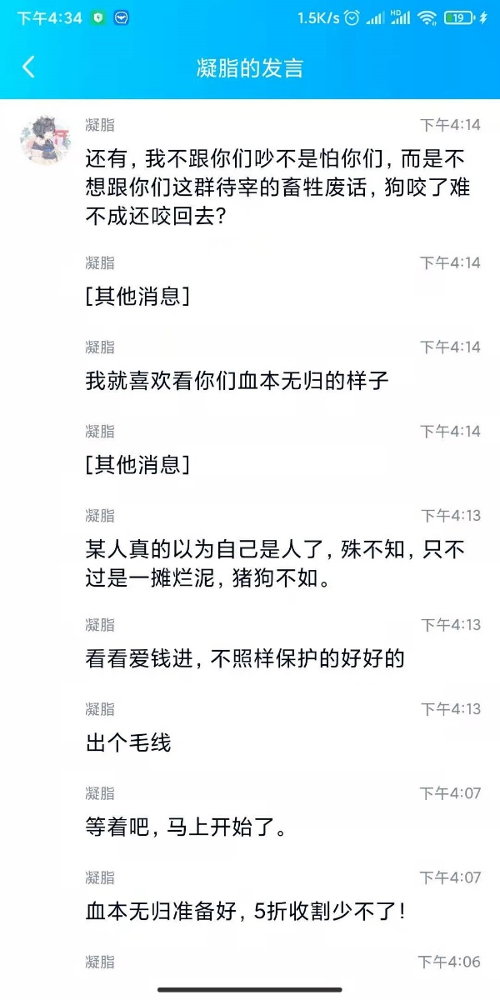 下午4:34
1.5K/s
HD
19
凝脂的发言
凝脂
下午4:14
还有，我不跟你们吵不是怕你们，而是不
想跟你们这群待宰的畜牲废话，狗咬了难
不成还咬回去？
凝脂
下午4:14
[其他消息]
凝脂
下午4:14
我就喜欢看你们血本无归的样子
凝脂
下午4:14
[其他消息]
凝脂
下午4:13
某人真的以为自己是人了，殊不知，只不
过是一摊烂泥，猪狗不如。
凝脂
下午4:13
看看爱钱进，不照样保护的好好的
凝脂
下午4:13
出个毛线
凝脂
下午4:07
等着吧，马上开始了。
凝脂
下午4:07
血本无归准备好，5折收割少不了！
凝脂
下午4:06